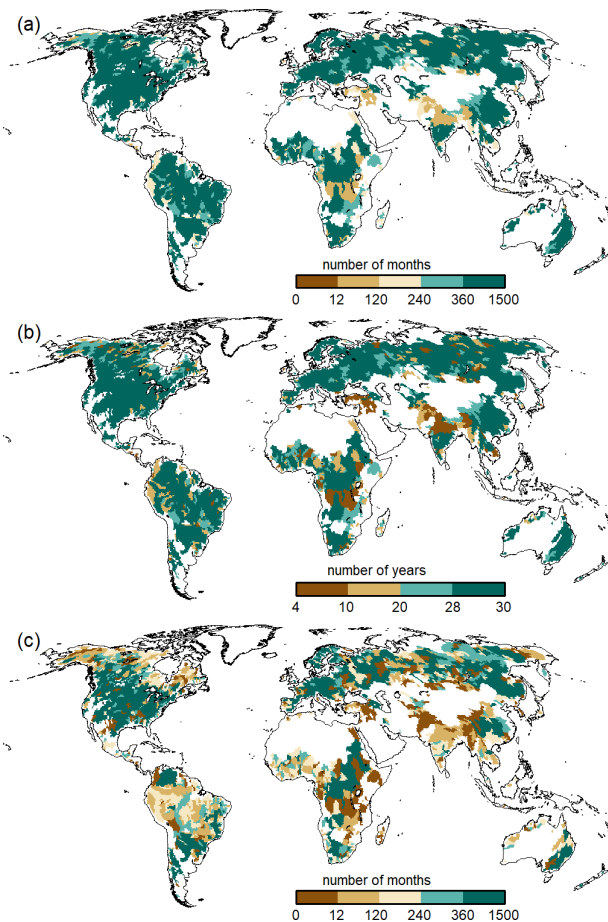 (a)
number of months
0 12 120 240 360 1500
(b)
number of years
4 10 20 28 30
(c)
number of months
0 12 120 240 360 1500